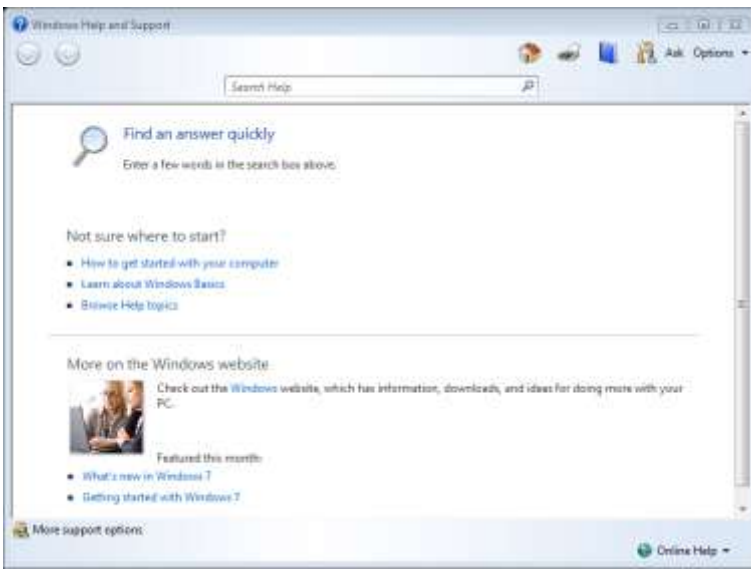 Windows Help and Support
Ask Options
Search Help
Find an answer quickly
Enter a few words in the search box above.
Not sure where to start?
How to get started with your computer
Learn about Windows Basics
Browse Help topics
More on the Windows website
Check out the Windows website, which has information, downloads, and ideas for doing more with your
PC.
Featured this month:
What's new in Windows 7
Getting started with Windows 7
More support options
Online Help